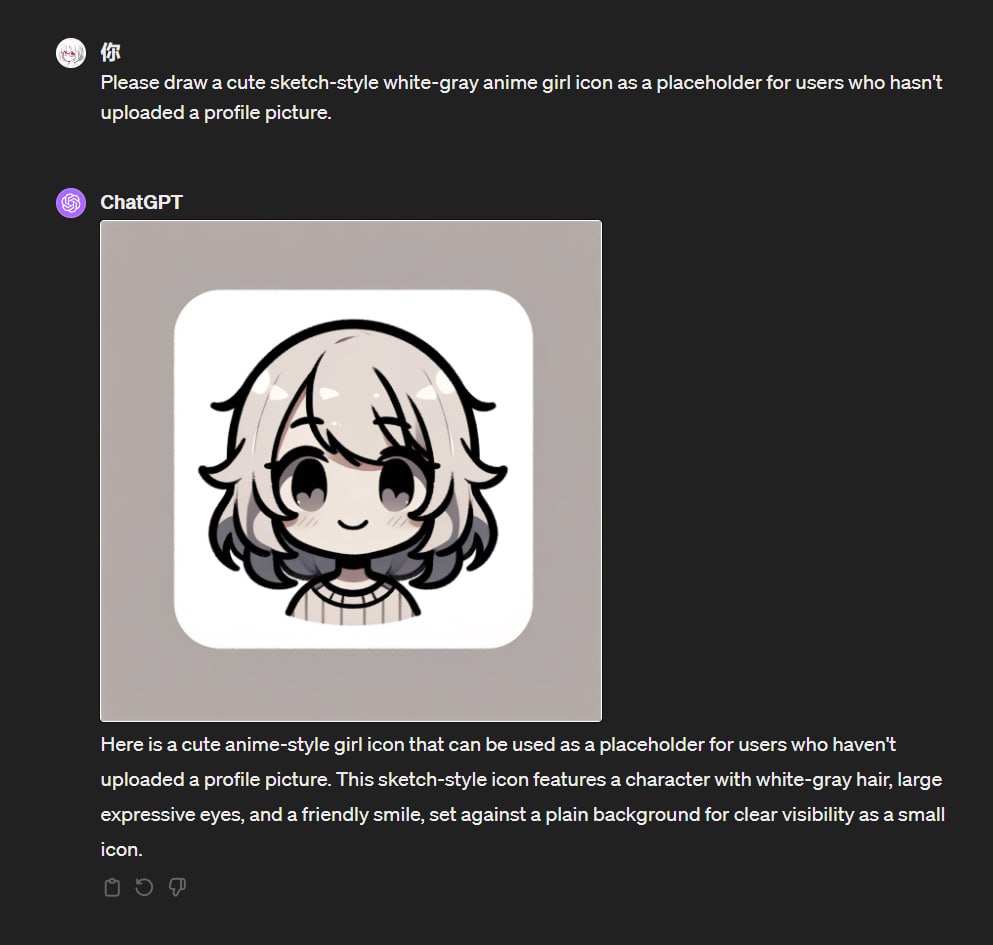 你
Please draw a cute sketch-style white-gray anime girl icon as a placeholder for users who hasn't
uploaded a profile picture.
ChatGPT
Here is a cute anime-style girl icon that can be used as a placeholder for users who haven't
uploaded a profile picture. This sketch-style icon features a character with white-gray hair, large
expressive eyes, and a friendly smile, set against a plain background for clear visibility as a small
icon.